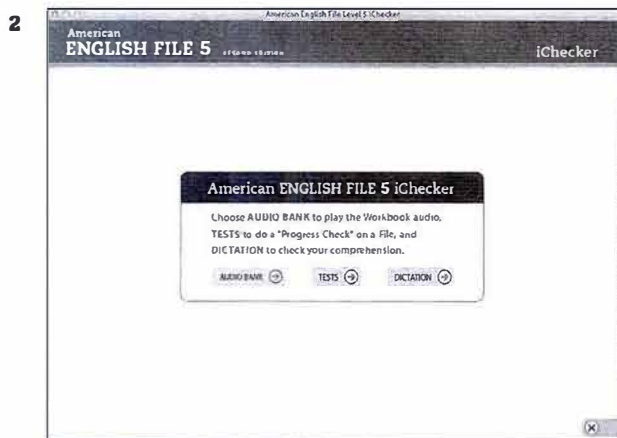 2
American English File Level 5 iChecker
American
ENGLISH FILE 5 SECOND EDITION
iChecker
American ENGLISH FILE 5 iChecker
Choose AUDIO BANK to play the Workbook audio,
TESTS to do a "Progress Check" on a File, and
DICTATION to check your comprehension.
AUDIO BANK TESTS DICTATION